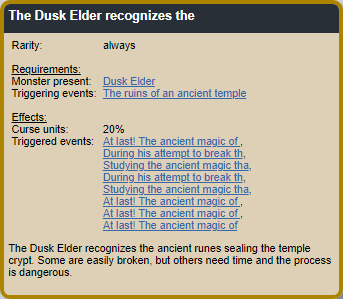 The Dusk Elder recognizes the
Rarity: always
Requirements:
Monster present: Dusk Elder
Triggering events: The ruins of an ancient temple
Effects:
Curse units: 20%
Triggered events: At last! The ancient magic of ,
During his attempt to break th,
Studying the ancient magic tha,
During his attempt to break th,
Studying the ancient magic tha,
At last! The ancient magic of ,
At last! The ancient magic of ,
At last! The ancient magic of
The Dusk Elder recognizes the ancient runes sealing the temple
crypt. Some are easily broken, but others need time and the process
is dangerous.